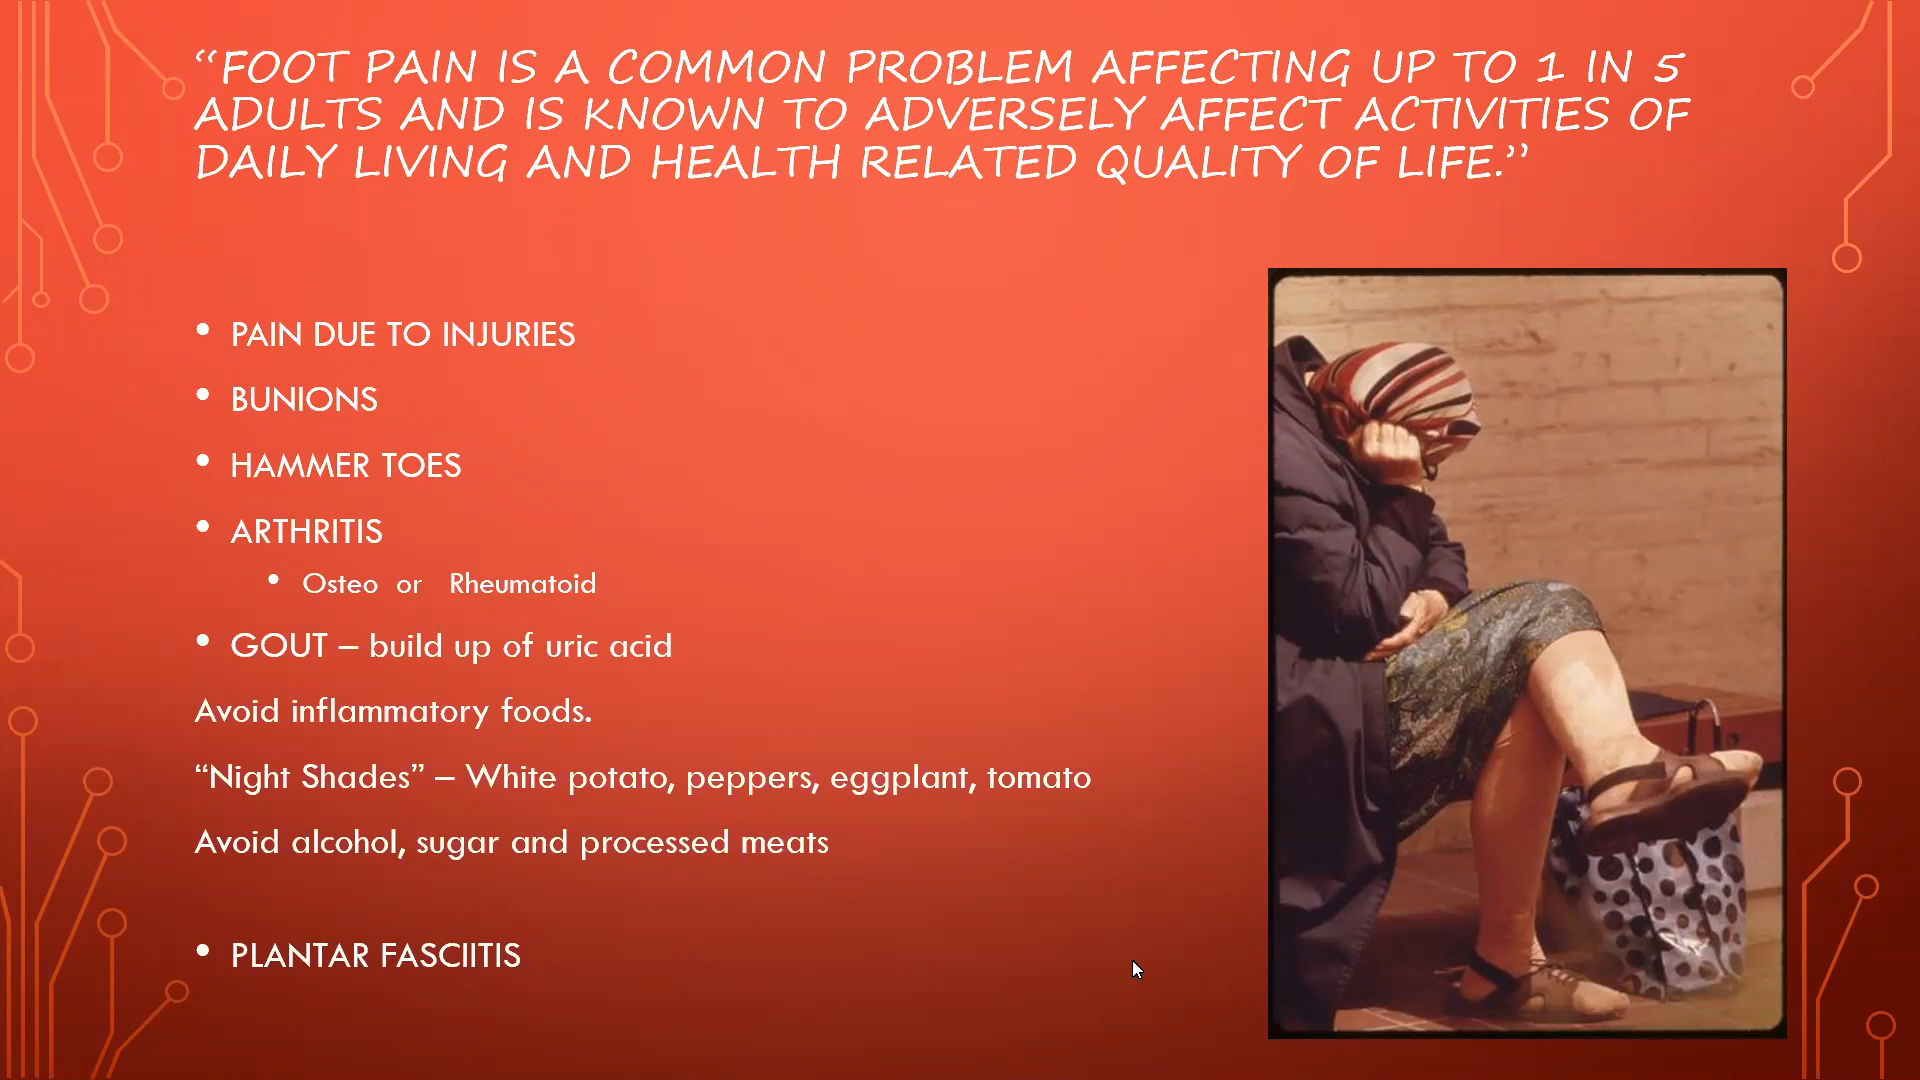 “FOOT PAIN IS A COMMON PROBLEM AFFECTING UP TO 1 IN 5
ADULTS AND IS KNOWN TO ADVERSELY AFFECT ACTIVITIES OF
DAILY LIVING AND HEALTH RELATED QUALITY OF LIFE.”
• PAIN DUE TO INJURIES
• BUNIONS
• HAMMER TOES
• ARTHRITIS
• Osteo or Rheumatoid
• GOUT – build up of uric acid
Avoid inflammatory foods.
“Night Shades” – White potato, peppers, eggplant, tomato
Avoid alcohol, sugar and processed meats
• PLANTAR FASCIITIS